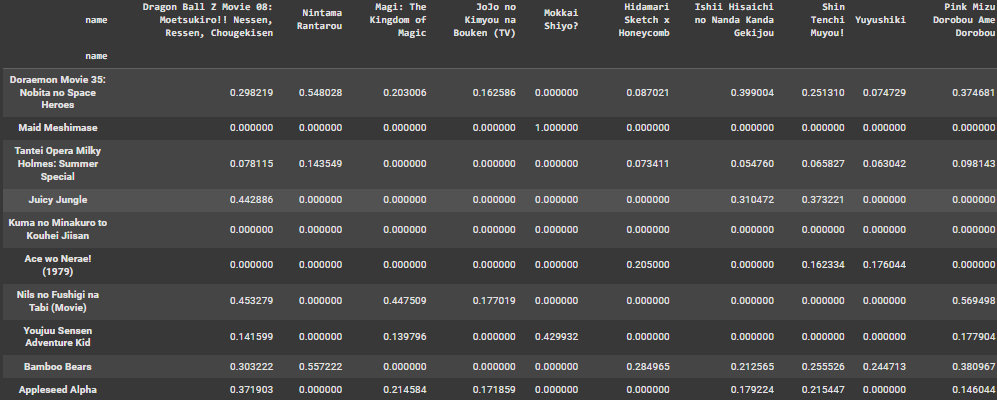 name Dragon Ball Z Movie 08: Moetsukiro!! Nessen, Ressen, Chougekisen Nintama Rantarou Magi: The Kingdom of Magic JoJo no Kimyou na Bouken (TV) Mokkai Shiyo? Hidamari Sketch x Honeycomb Ishii Hisaichi no Nanda Kanda Gekijou Shin Tenchi Muyou! Yuyushiki Pink Mizu Dorobou Ame Dorobou
name
Doraemon Movie 35: Nobita no Space Heroes 0.298219 0.548028 0.203006 0.162586 0.000000 0.087021 0.399004 0.251310 0.074729 0.374681
Maid Meshimase 0.000000 0.000000 0.000000 0.000000 1.000000 0.000000 0.000000 0.000000 0.000000 0.000000
Tantei Opera Milky Holmes: Summer Special 0.078115 0.143549 0.000000 0.000000 0.000000 0.073411 0.054760 0.065827 0.063042 0.098143
Juicy Jungle 0.442886 0.000000 0.000000 0.000000 0.000000 0.000000 0.310472 0.373221 0.000000 0.000000
Kuma no Minakuro to Kouhei Jiisan 0.000000 0.000000 0.000000 0.000000 0.000000 0.000000 0.000000 0.000000 0.000000 0.000000
Ace wo Nerae! (1979) 0.000000 0.000000 0.000000 0.000000 0.000000 0.205000 0.000000 0.162334 0.176044 0.000000
Nils no Fushigi na Tabi (Movie) 0.453279 0.000000 0.447509 0.177019 0.000000 0.000000 0.000000 0.000000 0.000000 0.569498
Youjuu Sensen Adventure Kid 0.141599 0.000000 0.139796 0.000000 0.429932 0.000000 0.000000 0.000000 0.000000 0.177904
Bamboo Bears 0.303222 0.557222 0.000000 0.000000 0.000000 0.284965 0.212565 0.255526 0.244713 0.380967
Appleseed Alpha 0.371903 0.000000 0.214584 0.171859 0.000000 0.000000 0.179224 0.215447 0.000000 0.146044